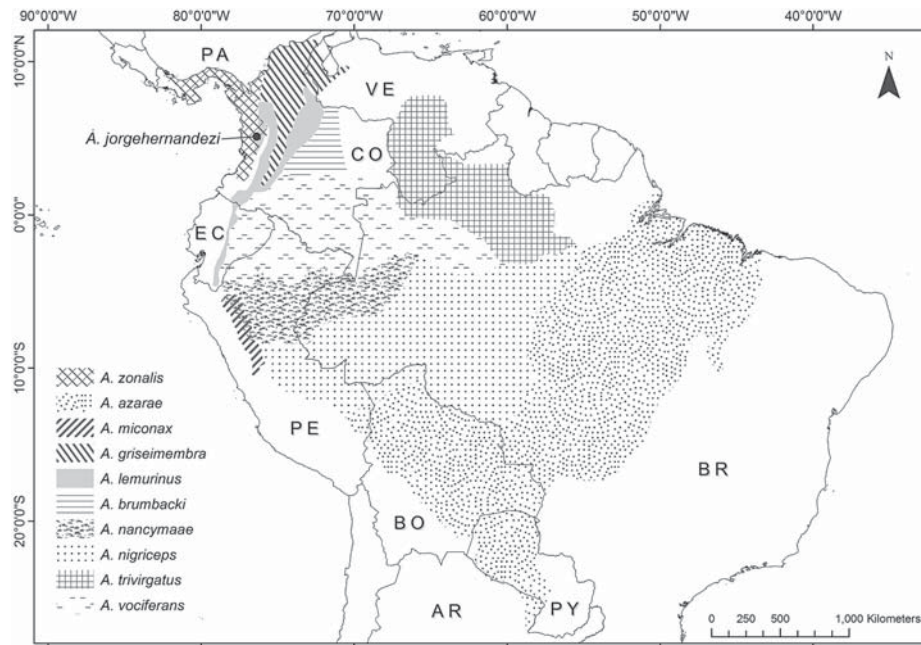 90°0'0"W 80°0'0"W 70°0'0"W 60°0'0"W 50°0'0"W 40°0'0"W
10°0'0"N
0°0'0"
10°0'0"S
20°0'0"S
N
PA
VE
A. jorgehernandezi
CO
EC
PE
BR
BO
AR
PY
A. zonalis
A. azarae
A. miconax
A. griseimembra
A. lemurinus
A. brumbacki
A. nancymaae
A. nigriceps
A. trivirgatus
A. vociferans
0 250 500 1,000 Kilometers